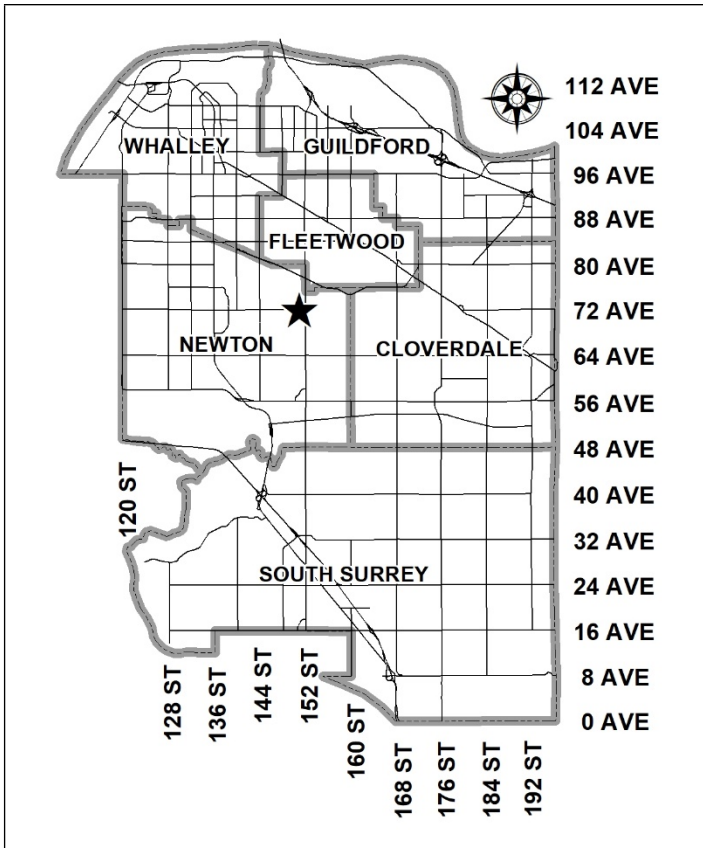 112 AVE
104 AVE
WHALLEY
GUILDFORD
96 AVE
88 AVE
FLEETWOOD
80 AVE
72 AVE
NEWTON
CLOVERDALE
64 AVE
56 AVE
48 AVE
120 ST
40 AVE
32 AVE
SOUTH SURREY
24 AVE
16 AVE
8 AVE
0 AVE
128 ST
136 ST
144 ST
152 ST
160 ST
168 ST
176 ST
184 ST
192 ST